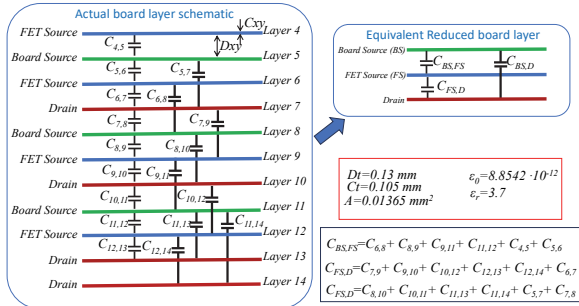 Actual board layer schematic
FET Source
Cxy
Layer 4
C4,5
Dxy
Board Source
Layer 5
C5,6
C5,7
FET Source
Layer 6
C6,7
C6,8
Drain
Layer 7
C7,8
C7,9
Board Source
Layer 8
C8,9
C8,10
FET Source
Layer 9
C9,10
C9,11
Drain
Layer 10
C10,11
C10,12
Board Source
Layer 11
C11,12
C11,13
C11,14
FET Source
Layer 12
C12,13
C12,14
Drain
Layer 13
Drain
Layer 14
Equivalent Reduced board layer
Board Source (BS)
CBS,FS
CBS,D
FET Source (FS)
CFS,D
Drain
Dt=0.13 mm
Ct=0.105 mm
A=0.01365 mm²
ε0=8.8542 ·10-12
εr=3.7
CBS,FS=C6,8+ C8,9+ C9,11+ C11,12+ C4,5+ C5,6
CFS,D=C7,9+ C9,10+ C10,12+ C12,13+ C12,14+ C6,7
CFS,D=C8,10+ C10,11+ C11,13+ C11,14+ C5,7+ C7,8